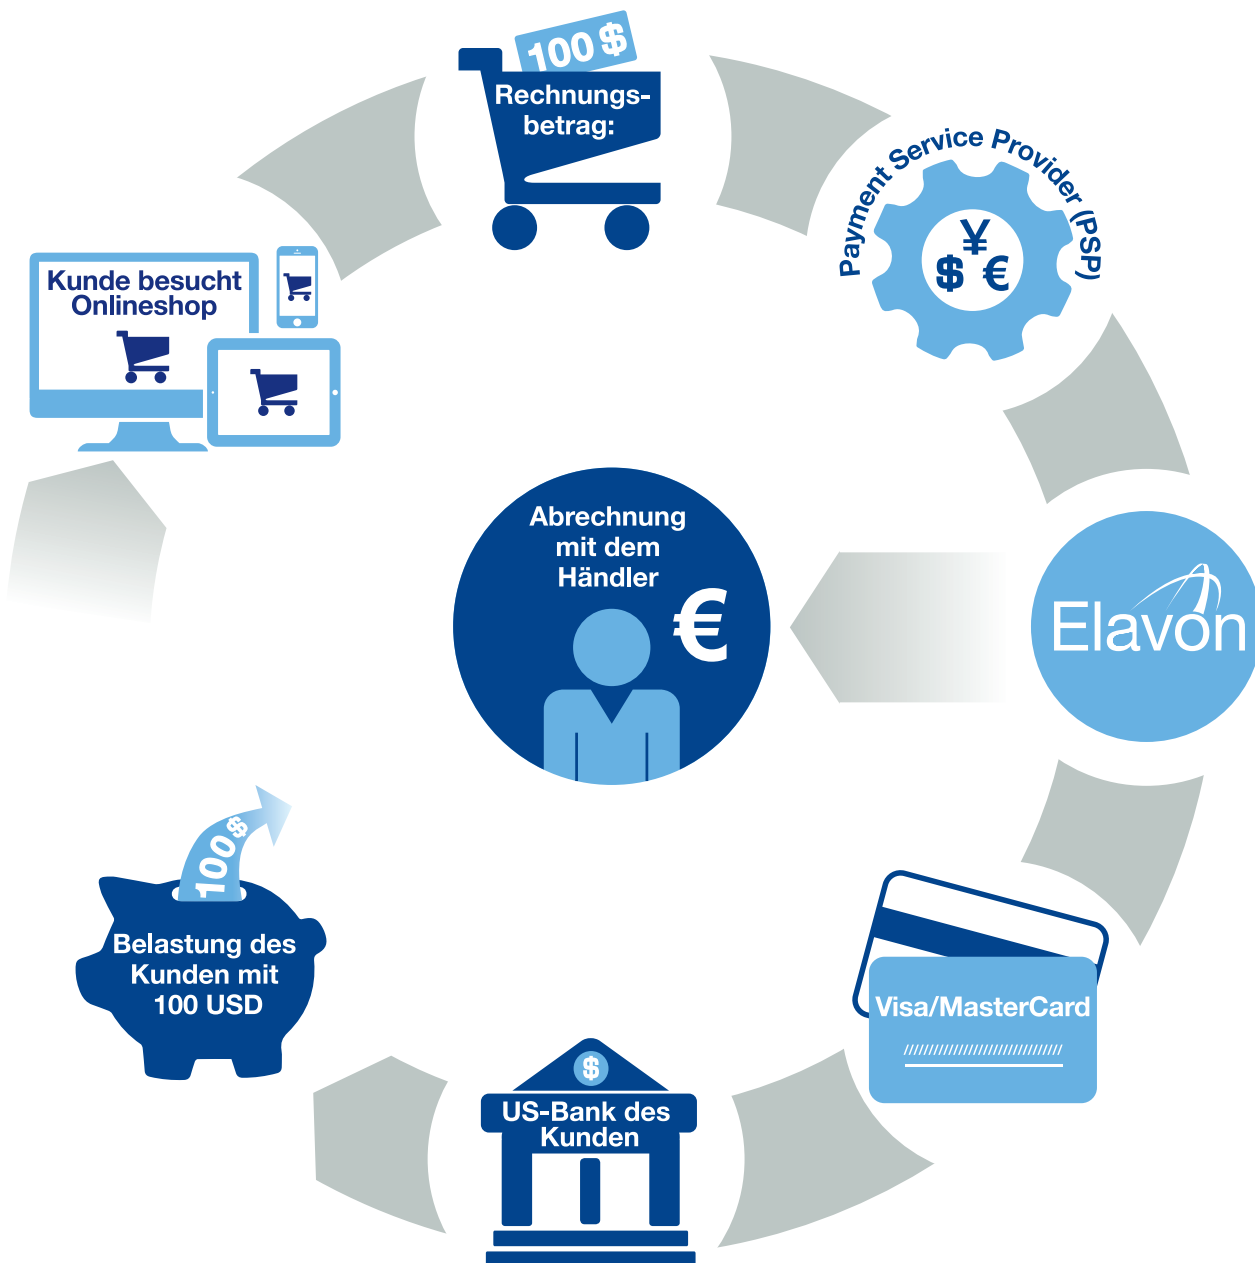 100 $
Rechnungs-
betrag:
Payment Service Provider (PSP)
¥
$ €
Kunde besucht
Onlineshop
Abrechnung
mit dem
Händler
€
Elavon
Visa/MasterCard
$
US-Bank des
Kunden
100 $
Belastung des
Kunden mit
100 USD